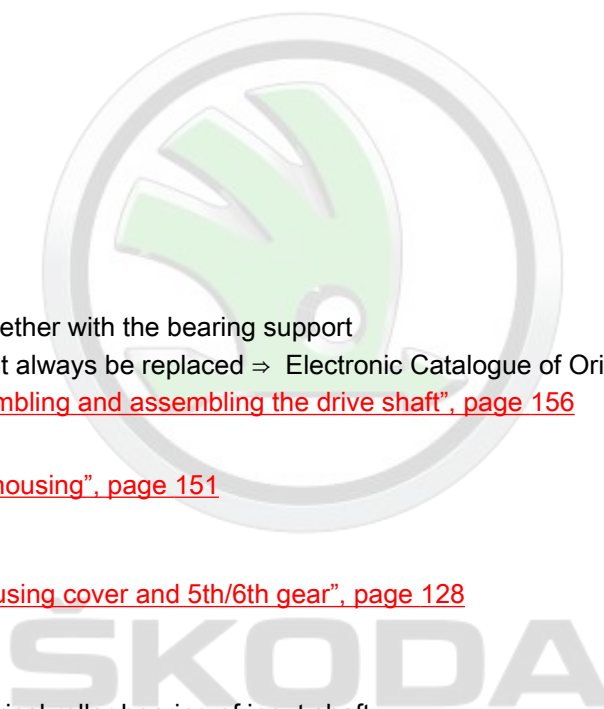 ether with the bearing support
t always be replaced ⇒ Electronic Catalogue of Ori
mbling and assembling the drive shaft”, page 156
housing”, page 151
using cover and 5th/6th gear”, page 128
ŠKODA